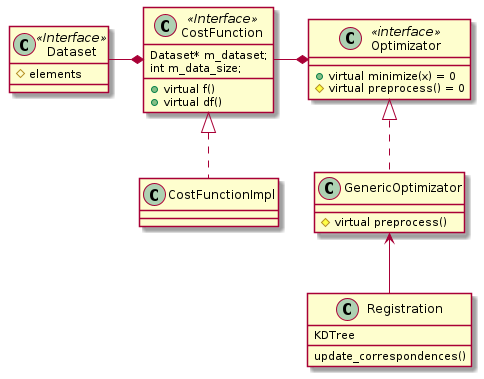 C «Interface»
Dataset
elements
C «Interface»
CostFunction
Dataset* m_dataset;
int m_data_size;
virtual f()
virtual df()
C «interface»
Optimizator
virtual minimize(x) = 0
virtual preprocess() = 0
C CostFunctionImpl
C GenericOptimizator
virtual preprocess()
C Registration
KDTree
update_correspondences()